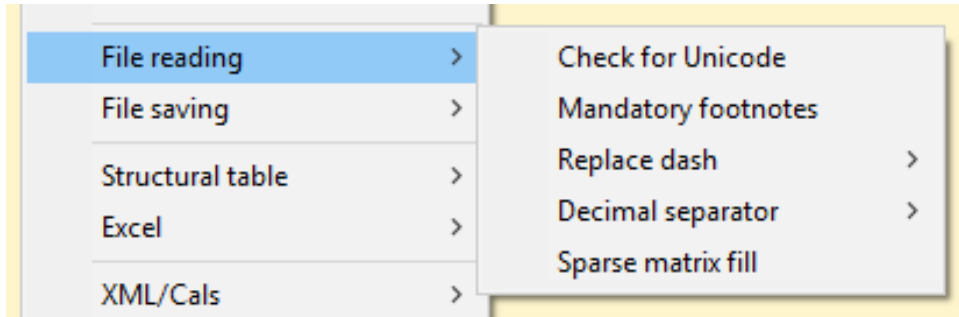 File reading
File saving
Structural table
Excel
XML/Cals
Check for Unicode
Mandatory footnotes
Replace dash
Decimal separator
Sparse matrix fill